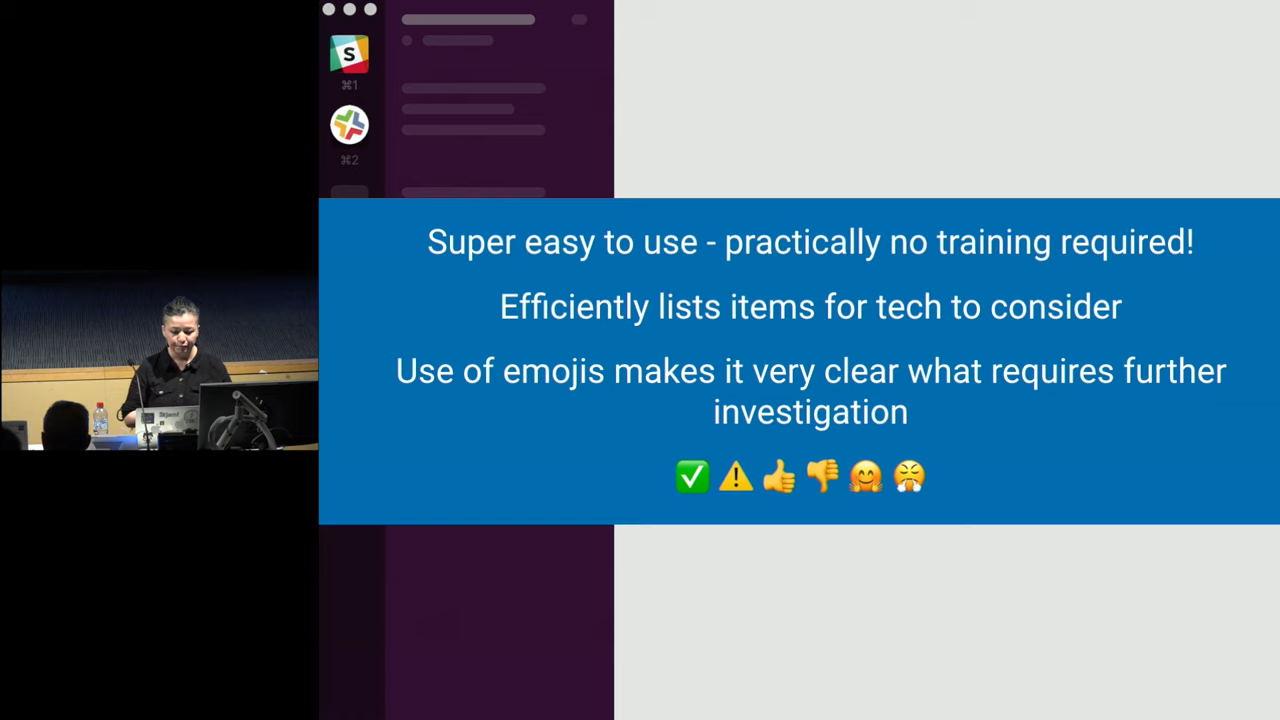 S
⌘1
⌘2
Super easy to use - practically no training required!
Efficiently lists items for tech to consider
Use of emojis makes it very clear what requires further
investigation
✅ ⚠️ 👍 👎 🤗 😤